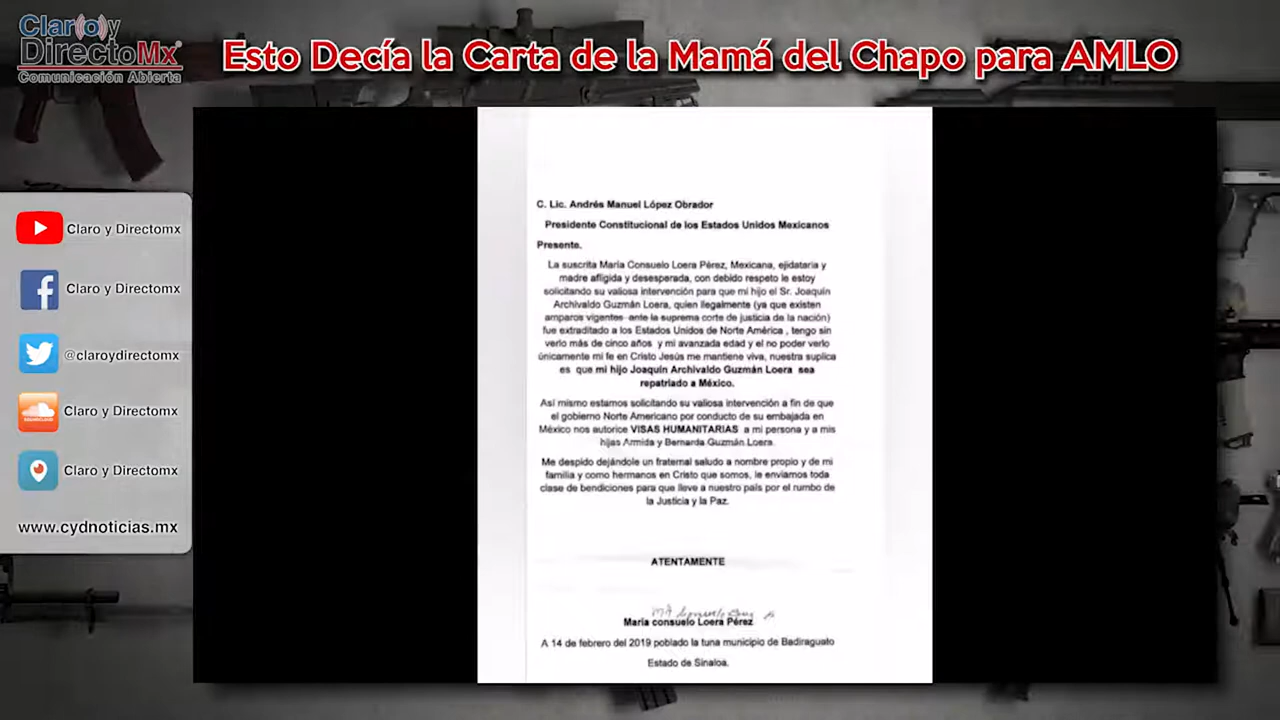 Claro y
DirectoMx
Comunicación Abierta
Esto Decía la Carta de la Mamá del Chapo para AMLO
Claro y Directomx
Claro y Directomx
@claroydirectomx
Claro y Directomx
Claro y Directomx
www.cydnoticias.mx
C. Lic. Andrés Manuel López Obrador
Presidente Constitucional de los Estados Unidos Mexicanos
Presente.
La suscrita María Consuelo Loera Pérez, Mexicana, ejidataria y
madre afligida y desesperada, con debido respeto le estoy
solicitando su valiosa intervención para que mi hijo el Sr. Joaquín
Archivaldo Guzmán Loera, quien ilegalmente (ya que existen
amparos vigentes ante la suprema corte de justicia de la nación)
fue extraditado a los Estados Unidos de Norte América , tengo sin
verlo más de cinco años y mi avanzada edad y el no poder verlo
únicamente mi fe en Cristo Jesús me mantiene viva, nuestra suplica
es que mi hijo Joaquín Archivaldo Guzmán Loera sea
repatriado a México.
Así mismo estamos solicitando su valiosa intervención a fin de que
el gobierno Norte Americano por conducto de su embajada en
México nos autorice VISAS HUMANITARIAS a mi persona y a mis
hijas Armida y Bernarda Guzmán Loera.
Me despido dejándole un fraternal saludo a nombre propio y de mi
familia y como hermanos en Cristo que somos, le enviamos toda
clase de bendiciones para que lleve a nuestro país por el rumbo de
la Justicia y la Paz.
ATENTAMENTE
María consuelo Loera Pérez
A 14 de febrero del 2019 poblado la tuna municipio de Badiraguato
Estado de Sinaloa.